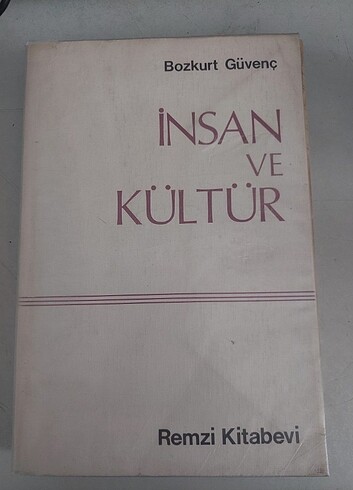 Bozkurt Güvenç
İNSAN
VE
KÜLTÜR
Remzi Kitabevi